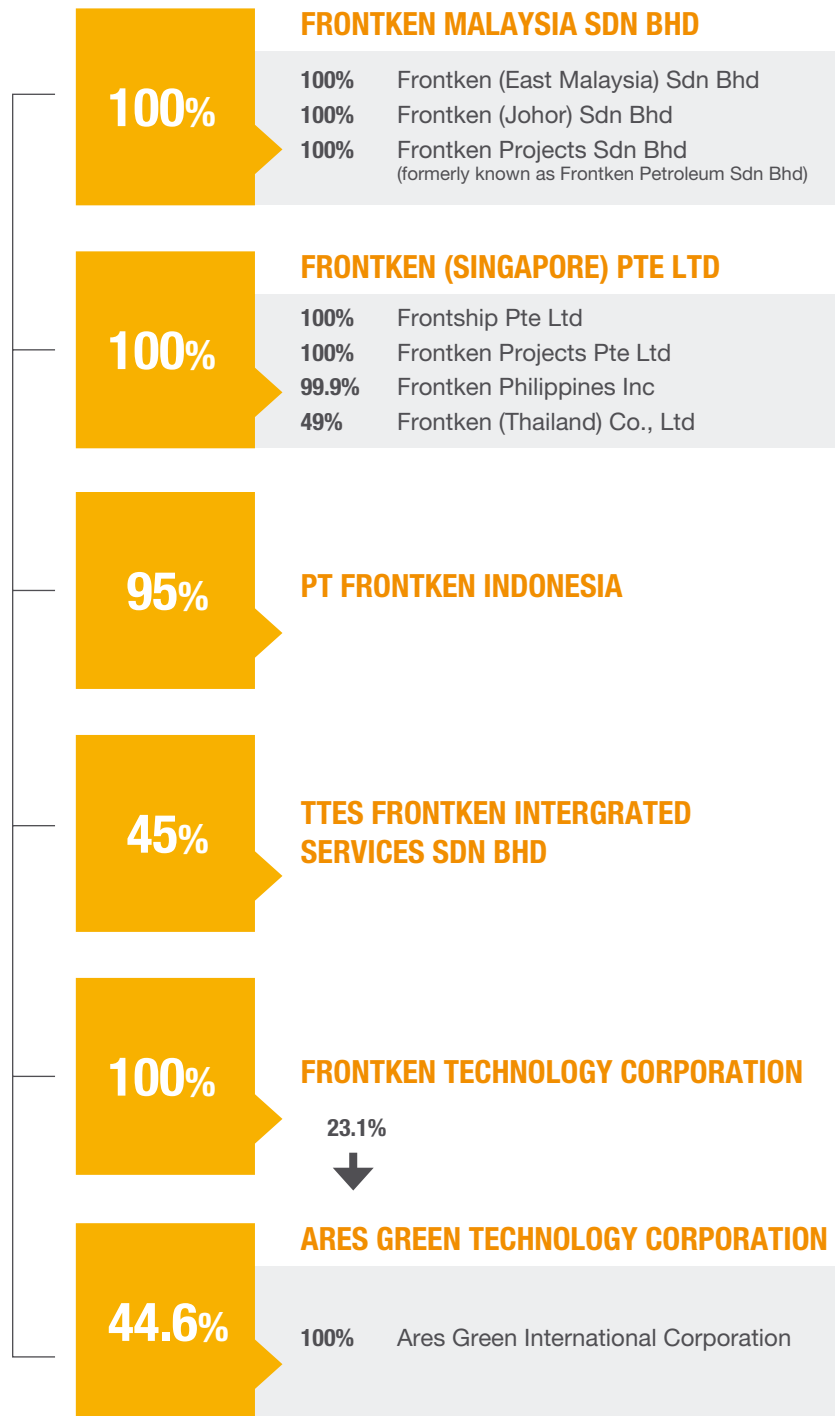 FRONTKEN MALAYSIA SDN BHD
100%
100% Frontken (East Malaysia) Sdn Bhd
100% Frontken (Johor) Sdn Bhd
100% Frontken Projects Sdn Bhd
(formerly known as Frontken Petroleum Sdn Bhd)
FRONTKEN (SINGAPORE) PTE LTD
100%
100% Frontship Pte Ltd
100% Frontken Projects Pte Ltd
99.9% Frontken Philippines Inc
49% Frontken (Thailand) Co., Ltd
95%
PT FRONTKEN INDONESIA
45%
TTES FRONTKEN INTERGRATED
SERVICES SDN BHD
100%
FRONTKEN TECHNOLOGY CORPORATION
23.1%
ARES GREEN TECHNOLOGY CORPORATION
44.6%
100% Ares Green International Corporation